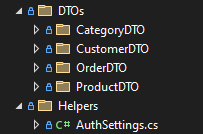 DTOs
CategoryDTO
CustomerDTO
OrderDTO
ProductDTO
Helpers
C# AuthSettings.cs